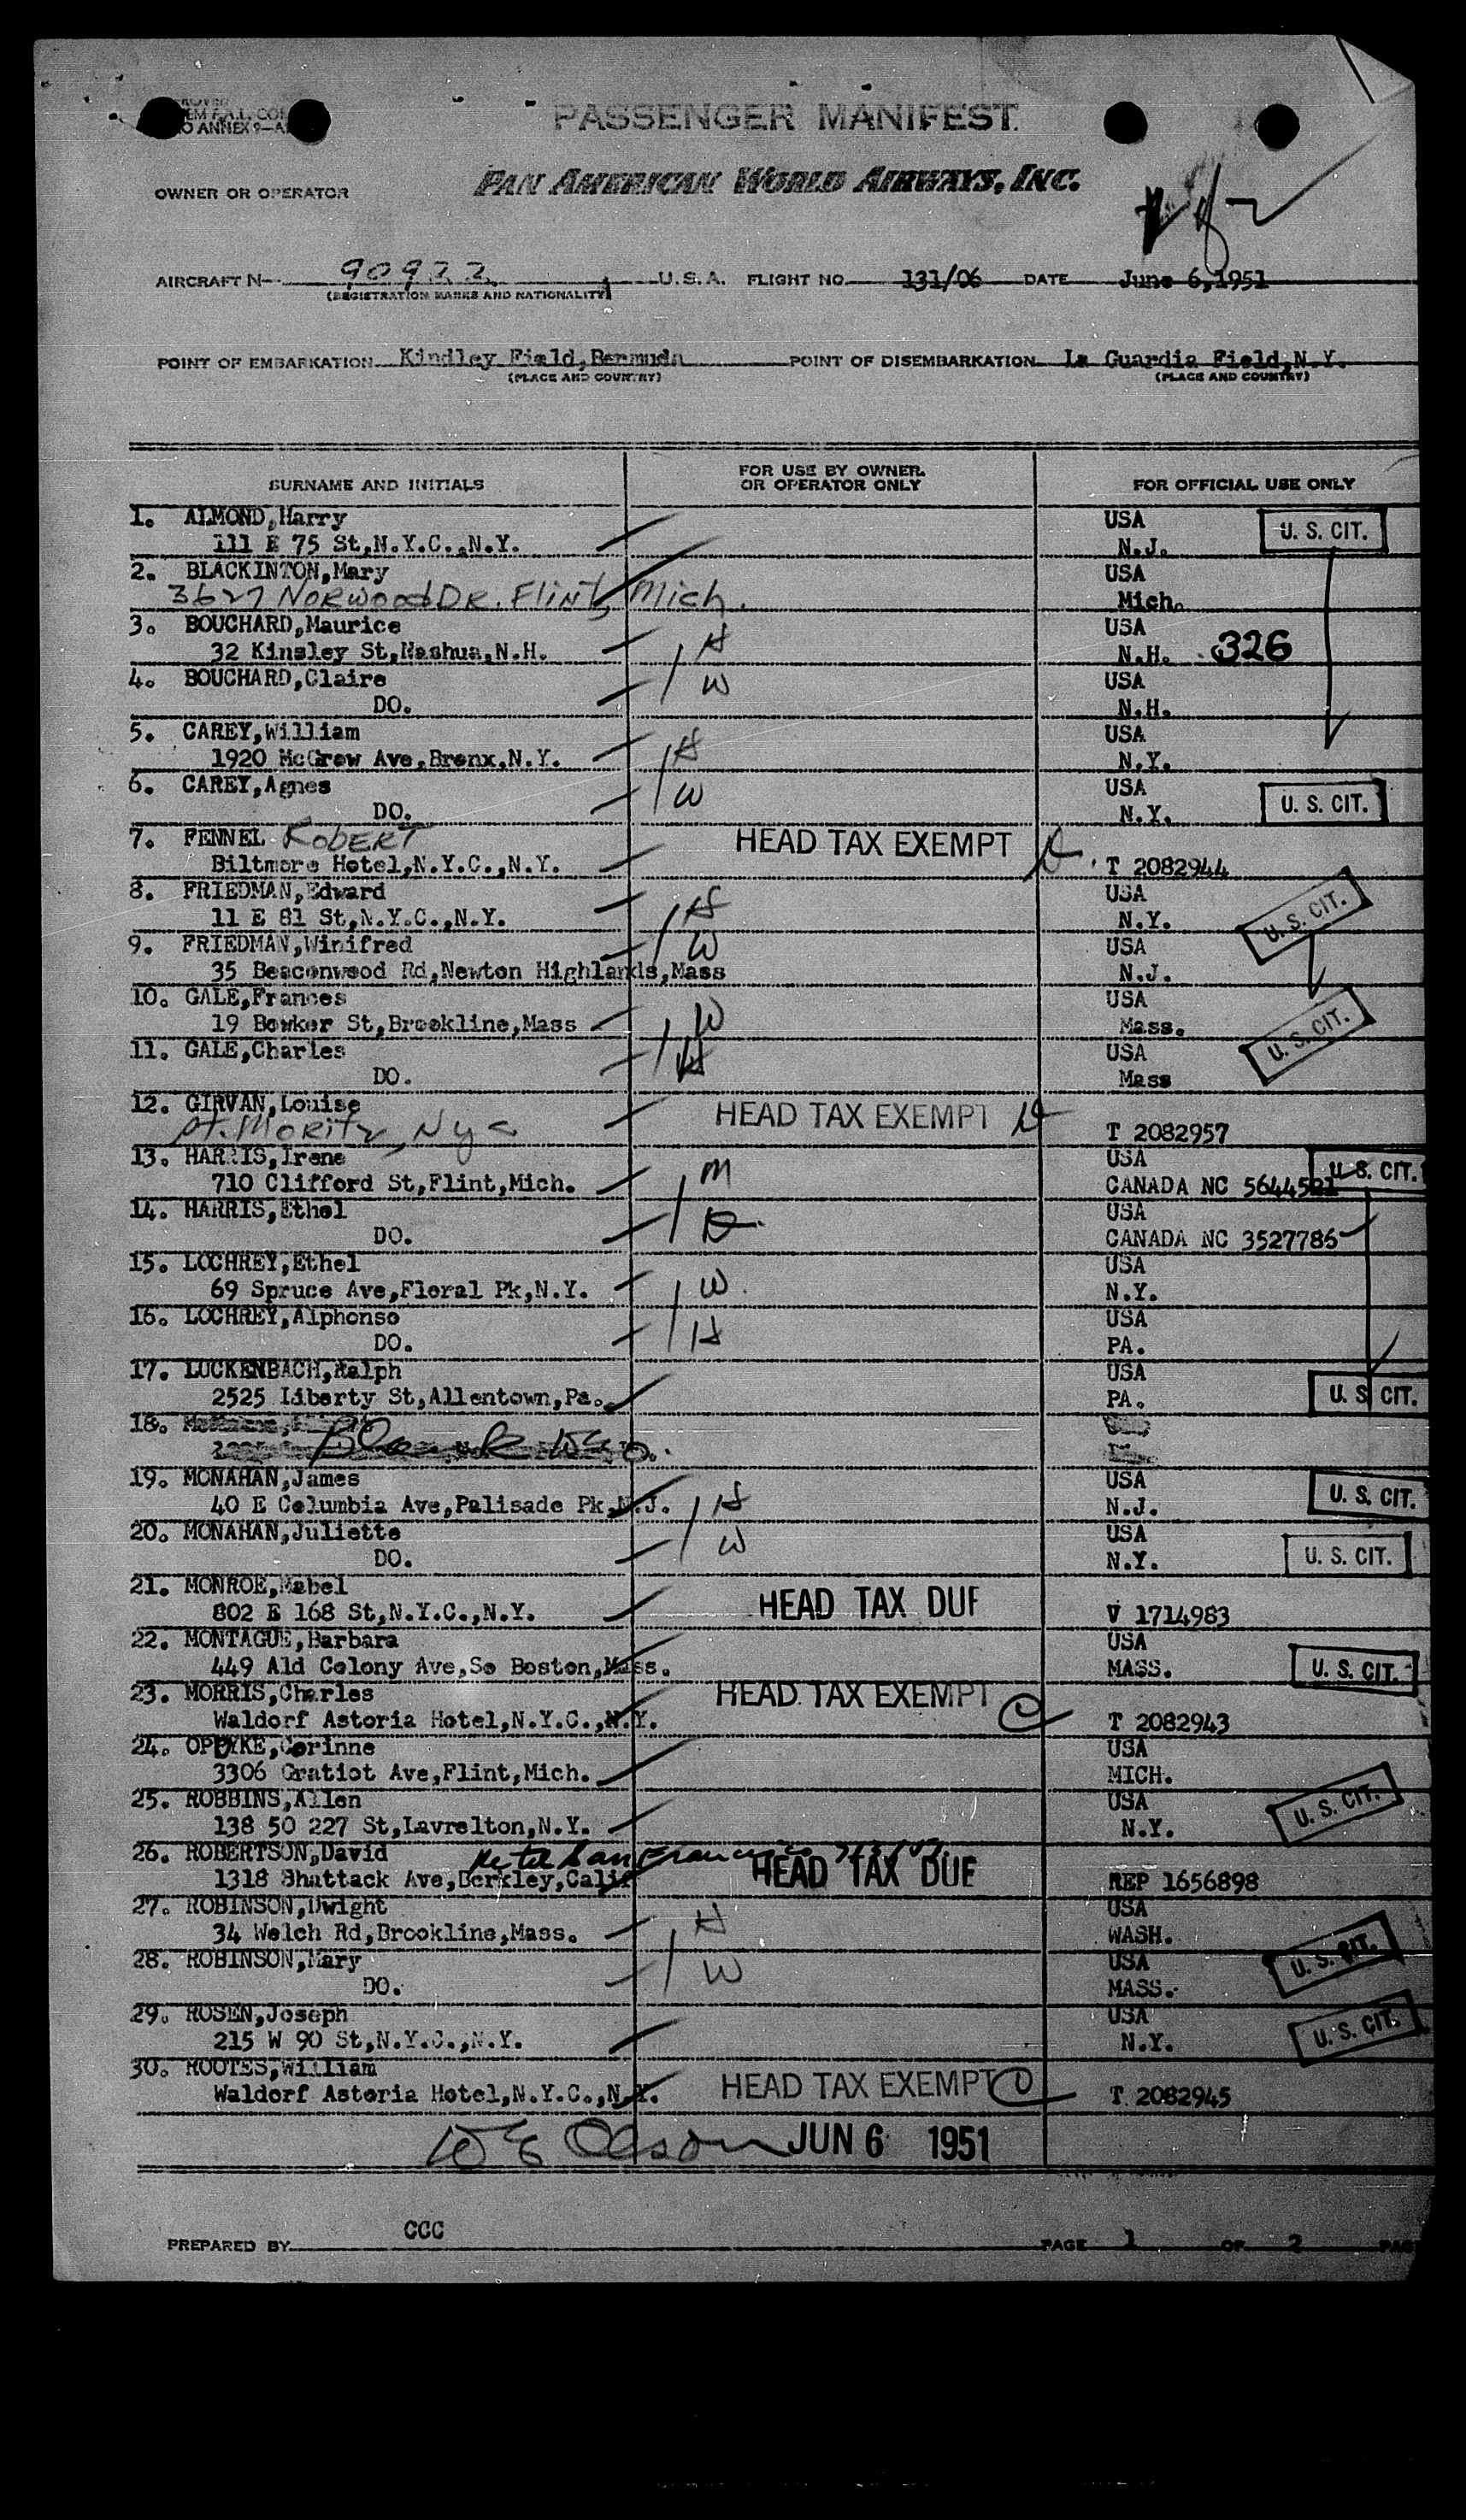 PASSENGER MANIFEST
EM F.A.L. CO
O ANNEX 9-A
OWNER OR OPERATOR PAN AMERICAN WORLD AIRWAYS, INC.
AIRCRAFT N- 90922 U.S.A. FLIGHT NO. 131/06 DATE June 6,1951
(REGISTRATION MARKS AND NATIONALITY)
POINT OF EMBARKATION Kindley Field,Bermuda POINT OF DISEMBARKATION La Guardia Field,N.Y.
(PLACE AND COUNTRY) (PLACE AND COUNTRY)
SURNAME AND INITIALS FOR USE BY OWNER OR OPERATOR ONLY FOR OFFICIAL USE ONLY
1. ALMOND,Harry USA U. S. CIT.
111 E 75 St,N.Y.C.,N.Y. N.J.
2. BLACKINTON,Mary USA
3627 NORWOOD DR. FLINT, Mich. Mich.
3. BOUCHARD,Maurice H USA
32 Kinsley St,Nashua,N.H. N.H. 326
4. BOUCHARD,Claire W USA
DO. N.H.
5. CAREY,William H USA
1920 McGrew Ave,Bronx,N.Y. N.Y.
6. CAREY,Agnes W USA U. S. CIT.
DO. N.Y.
7. FENNEL ROBERT HEAD TAX EXEMPT
Biltmore Hotel,N.Y.C.,N.Y. T 2082944
8. FRIEDMAN,Edward H USA U. S. CIT.
11 E 81 St,N.Y.C.,N.Y. N.Y.
9. FRIEDMAN,Winifred W USA
35 Beaconwood Rd,Newton Highlands,Mass N.J.
10. GALE,Frances W USA U. S. CIT.
19 Bowker St,Brookline,Mass Mass.
11. GALE,Charles H USA
DO. Mass
12. GIRVAN,Louise HEAD TAX EXEMPT
St. MORITZ, NYC T 2082957
13. HARRIS,Irene M USA U. S. CIT.
710 Clifford St,Flint,Mich. CANADA NC 5644521
14. HARRIS,Ethel D USA
DO. CANADA NC 3527786
15. LOCHREY,Ethel W USA
69 Spruce Ave,Floral Pk,N.Y. N.Y.
16. LOCHREY,Alphonso H USA
DO. PA.
17. LUCKENBACH,Ralph USA
2525 Liberty St,Allentown,Pa. PA. U. S. CIT.
18. Blank WEO.
19. MONAHAN,James H USA U. S. CIT.
40 E Columbia Ave,Palisade Pk,N.J. N.J.
20. MONAHAN,Juliette W USA U. S. CIT.
DO. N.Y.
21. MONROE,Mabel HEAD TAX DUE
802 E 168 St,N.Y.C.,N.Y. V 1714983
22. MONTAGUE,Barbara USA
449 Ald Colony Ave,So Boston,Mass. MASS. U. S. CIT.
23. MORRIS,Charles HEAD TAX EXEMPT C
Waldorf Astoria Hotel,N.Y.C.,N.Y. T 2082943
24. OPDYKE,Corinne USA
3306 Gratiot Ave,Flint,Mich. MICH.
25. ROBBINS,Allen USA U. S. CIT.
138 50 227 St,Lavrelton,N.Y. N.Y.
26. ROBERTSON,David San Francisco HEAD TAX DUE
1318 Shattack Ave,Berkley,Calif REP 1656898
27. ROBINSON,Dwight H USA
34 Welch Rd,Brookline,Mass. WASH.
28. ROBINSON,Mary W USA U. S. CIT.
DO. MASS.
29. ROSEN,Joseph USA U. S. CIT.
215 W 90 St,N.Y.C.,N.Y. N.Y.
30. ROOTES,William HEAD TAX EXEMPT C
Waldorf Astoria Hotel,N.Y.C.,N.Y. T 2082945
WE Olson JUN 6 1951
PREPARED BY CCC PAGE 1 OF 2